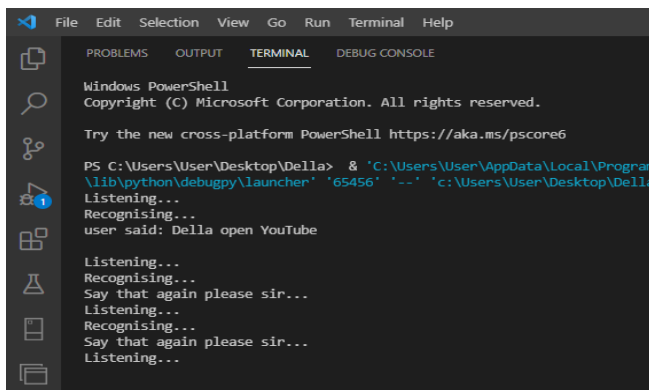 File Edit Selection View Go Run Terminal Help
PROBLEMS OUTPUT TERMINAL DEBUG CONSOLE
Windows PowerShell
Copyright (C) Microsoft Corporation. All rights reserved.
Try the new cross-platform PowerShell https://aka.ms/pscore6
PS C:\Users\User\Desktop\Della> & 'C:\Users\User\AppData\Local\Program
\lib\python\debugpy\launcher' '65456' '--' 'c:\Users\User\Desktop\Della
Listening...
Recognising...
1
user said: Della open YouTube
Listening...
Recognising...
Say that again please sir...
Listening...
Recognising...
Say that again please sir...
Listening...